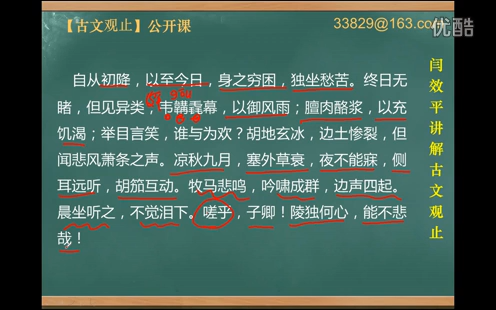 【古文观止】公开课
33829@163.com
优酷
自从初降，以至今日，身之穷困，独坐愁苦。终日无
睹，但见异类，韦韝毳幕，以御风雨；膻肉酪浆，以充
饥渴；举目言笑，谁与为欢？胡地玄冰，边土惨裂，但
闻悲风萧条之声。凉秋九月，塞外草衰，夜不能寐，侧
耳远听，胡笳互动。牧马悲鸣，吟啸成群，边声四起。
晨坐听之，不觉泪下。嗟乎，子卿！陵独何心，能不悲
哉！
闫效平讲解古文观止